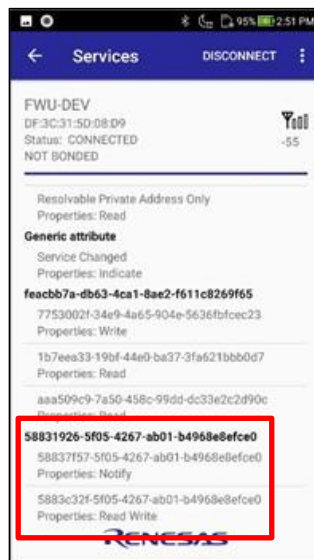 95% 2:51 PM
Services DISCONNECT
FWU-DEV
DF:3C:31:5D:08:D9
Status: CONNECTED
-55
NOT BONDED
Resolvable Private Address Only
Properties: Read
Generic attribute
Service Changed
Properties: Indicate
feacbb7a-db63-4ca1-8ae2-f611c8269f65
7753002f-34e9-4a65-904e-5636fbfcec23
Properties: Write
1b7eea33-19bf-44e0-ba37-3fa621bbb0d7
Properties: Read
aaa509c9-7a50-458c-99dd-dc33e2c2d90c
Properties: Read
58831926-5f05-4267-ab01-b4968e8efce0
58837f57-5f05-4267-ab01-b4968e8efce0
Properties: Notify
5883c32f-5f05-4267-ab01-b4968e8efce0
Properties: Read Write
RENESAS